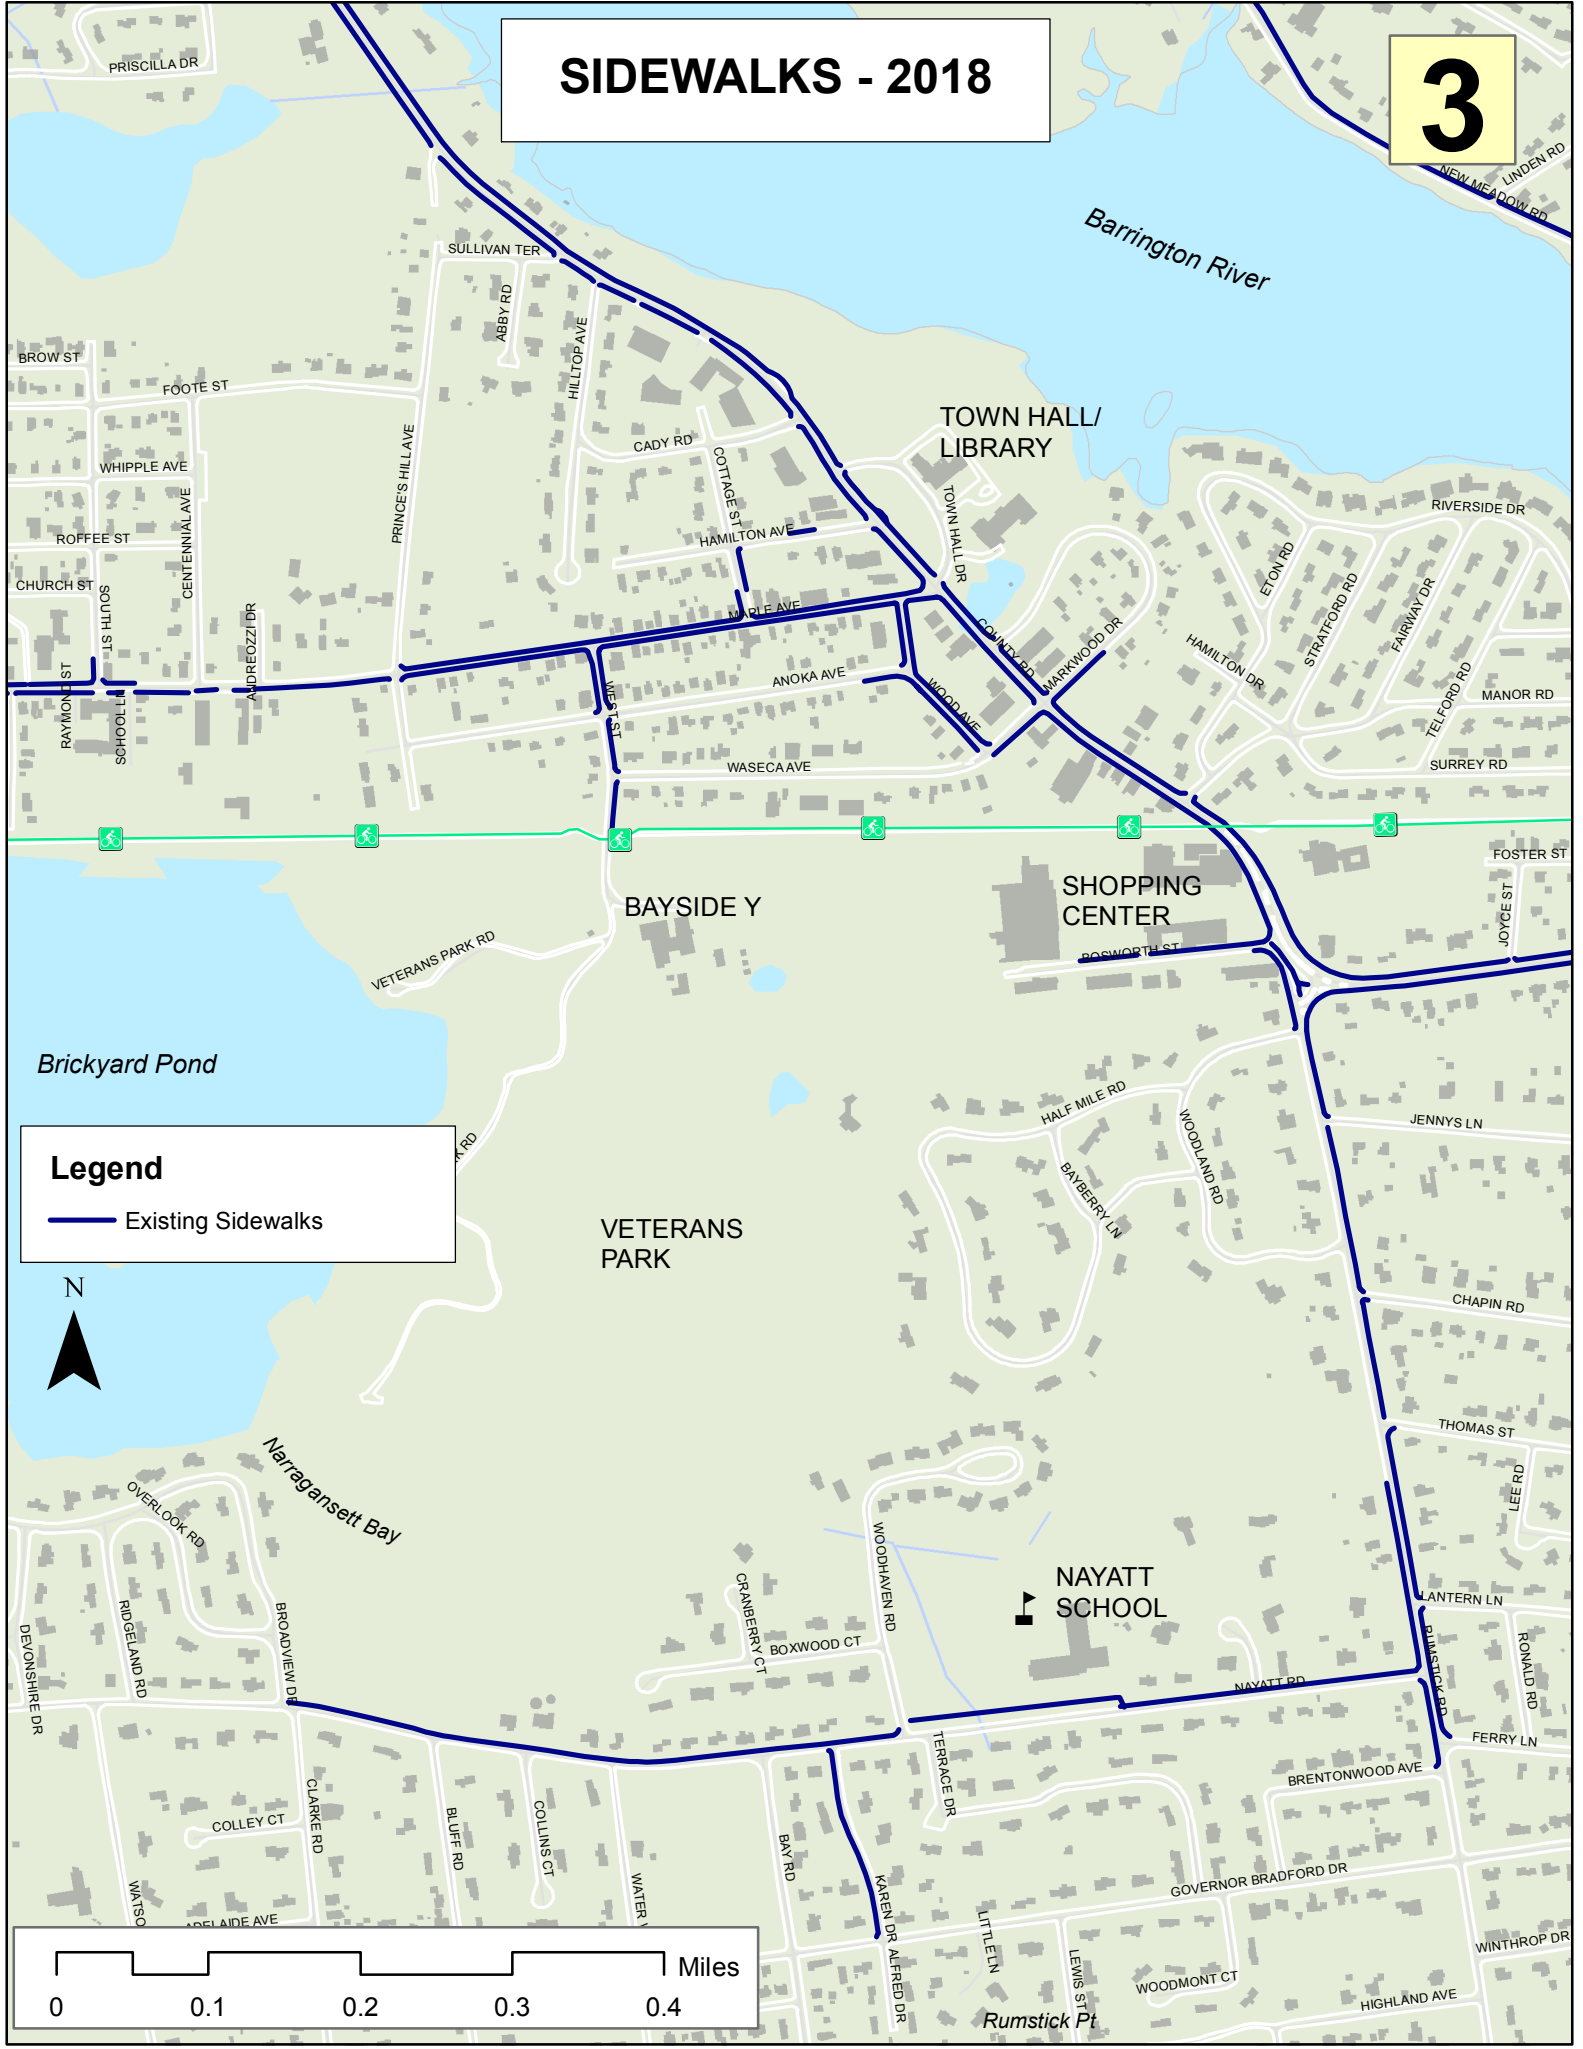 SIDEWALKS - 2018
3
PRISCILLA DR
LINDEN RD
NEW MEADOW RD
Barrington River
SULLIVAN TER
ABBY RD
HILLTOP AVE
BROW ST
FOOTE ST
TOWN HALL/
LIBRARY
CADY RD
COTTAGE ST
PRINCE'S HILL AVE
WHIPPLE AVE
CENTENNIAL AVE
RIVERSIDE DR
TOWN HALL DR
HAMILTON AVE
ROFFEE ST
ETON RD
STRATFORD RD
FAIRWAY DR
CHURCH ST
SOUTH ST
ANDREOZZI DR
MAPLE AVE
COUNTY RD
MARKWOOD DR
HAMILTON DR
TELFORD RD
MANOR RD
RAYMOND ST
SCHOOL LN
WEST ST
ANOKA AVE
WOOD AVE
WASECA AVE
SURREY RD
FOSTER ST
JOYCE ST
SHOPPING
CENTER
BAYSIDE Y
BOSWORTH ST
VETERANS PARK RD
Brickyard Pond
HALF MILE RD
WOODLAND RD
JENNYS LN
RD
BAYBERRY LN
Legend
Existing Sidewalks
VETERANS
PARK
N
CHAPIN RD
THOMAS ST
LEE RD
Narragansett Bay
OVERLOOK RD
WOODHAVEN RD
CRANBERRY CT
NAYATT
SCHOOL
LANTERN LN
DEVONSHIRE DR
RIDGELAND RD
BROADVIEW DR
BOXWOOD CT
RUMSTICK RD
RONALD RD
NAYATT RD
FERRY LN
TERRACE DR
BRENTONWOOD AVE
COLLEY CT
CLARKE RD
BLUFF RD
COLLINS CT
BAY RD
KAREN DR
GOVERNOR BRADFORD DR
WATSO
ADELAIDE AVE
WATER
LITTLE LN
ALFRED DR
LEWIS ST
WINTHROP DR
WOODMONT CT
HIGHLAND AVE
Rumstick Pt
Miles
0 0.1 0.2 0.3 0.4